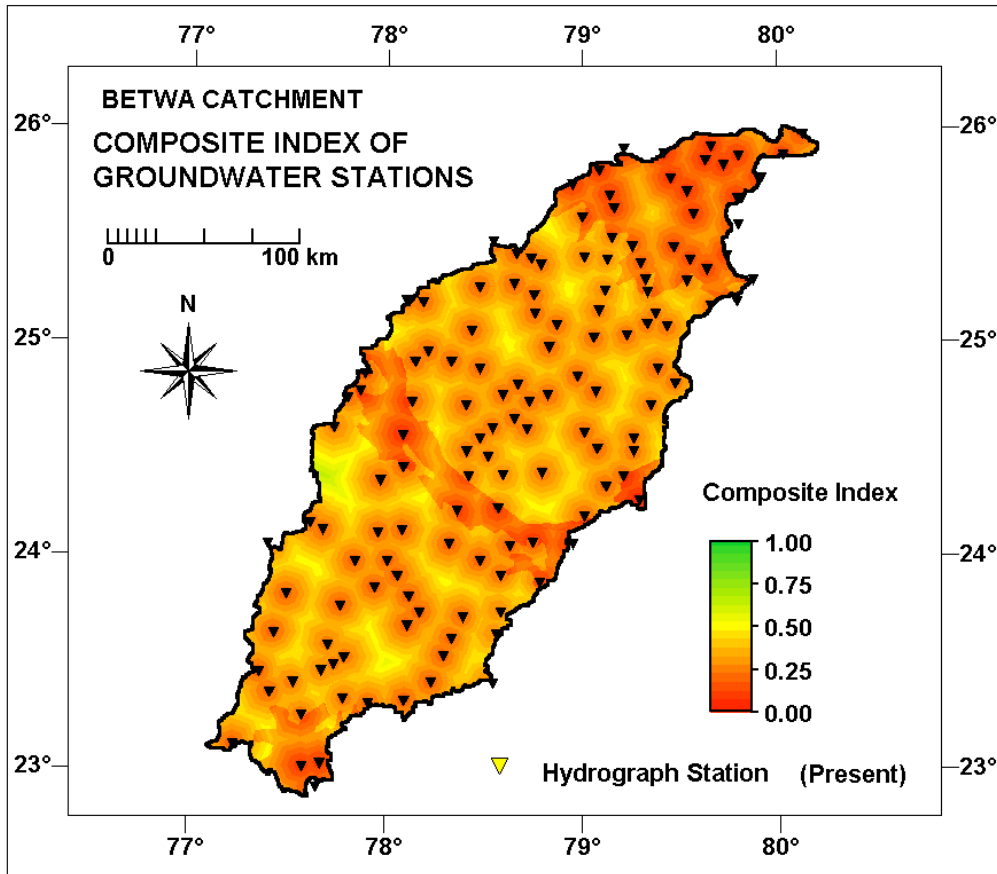 77° 78° 79° 80°
26° 26°
BETWA CATCHMENT
COMPOSITE INDEX OF
GROUNDWATER STATIONS
0 100 km
N
25° 25°
Composite Index
24° 24°
1.00
0.75
0.50
0.25
0.00
23° 23°
Hydrograph Station (Present)
77° 78° 79° 80°